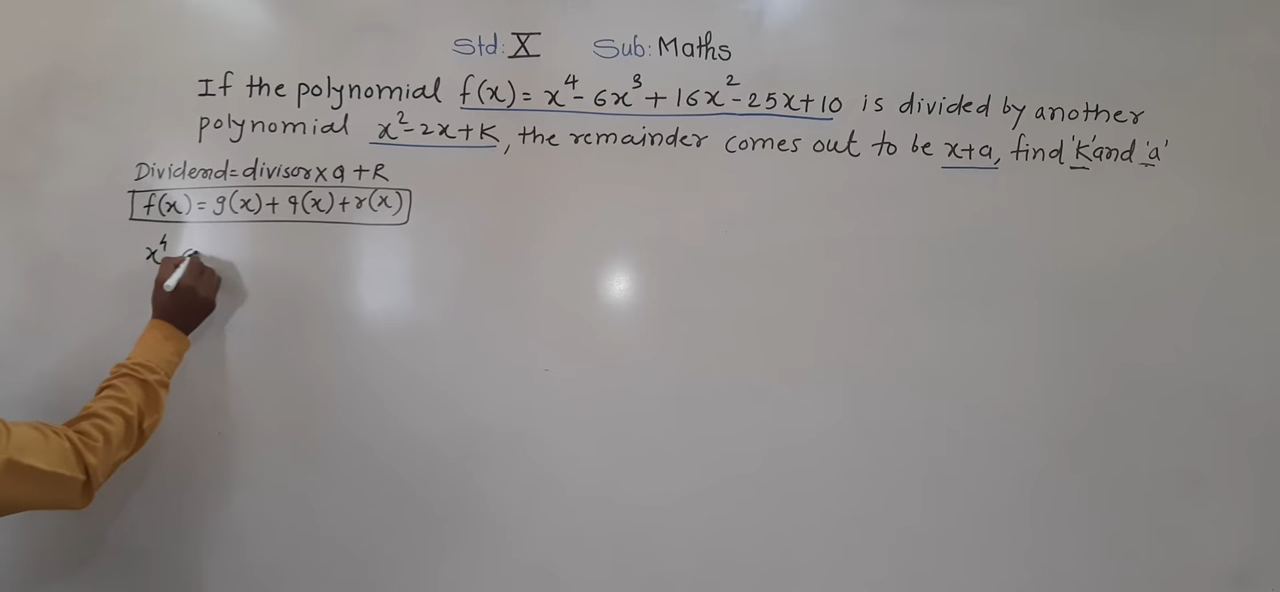 Std: X Sub: Maths
If the polynomial f(x) = x⁴ - 6x³ + 16x² - 25x + 10 is divided by another
polynomial x² - 2x + K, the remainder comes out to be x+a, find 'K' and 'a'
Dividend = divisor x Q + R
f(x) = g(x) + q(x) + r(x)
x⁴